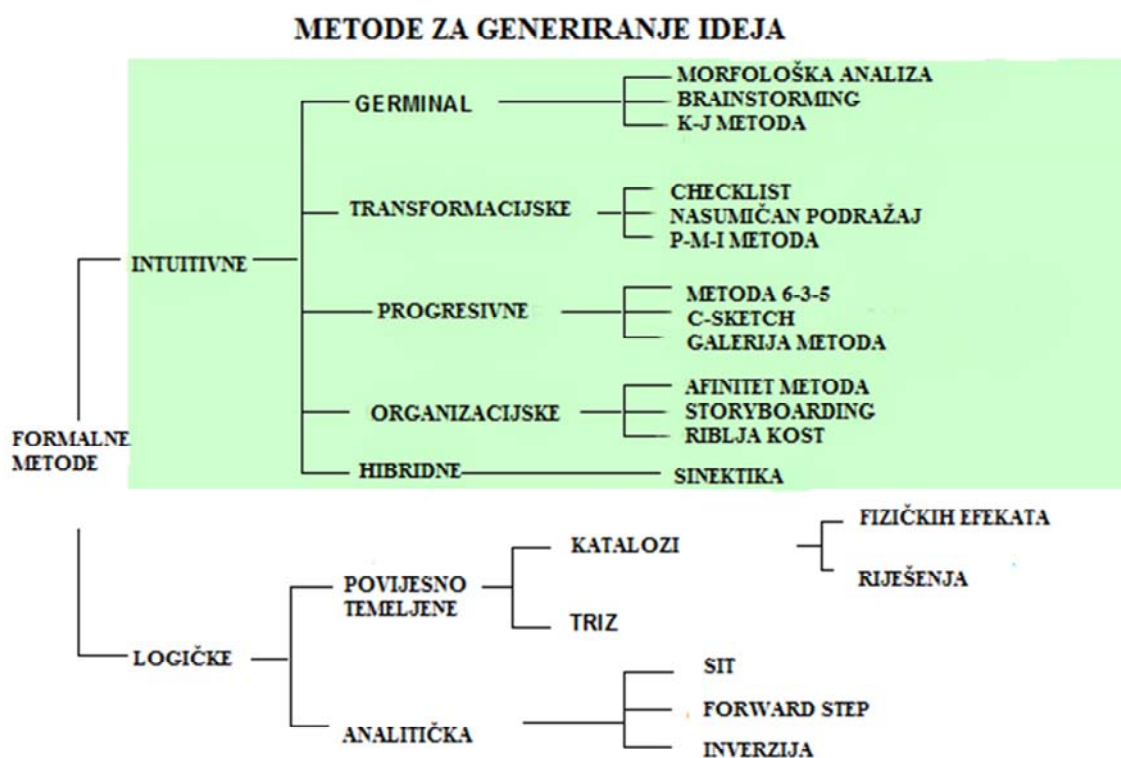 METODE ZA GENERIRANJE IDEJA
MORFOLOŠKA ANALIZA
GERMINAL
BRAINSTORMING
K-J METODA
CHECKLIST
TRANSFORMACIJSKE
NASUMIČAN PODRAŽAJ
P-M-I METODA
INTUITIVNE
METODA 6-3-5
PROGRESIVNE
C-SKETCH
GALERIJA METODA
AFINITET METODA
ORGANIZACIJSKE
STORYBOARDING
RIBLJA KOST
FORMALNE
METODE
HIBRIDNE
SINEKTIKA
FIZIČKIH EFEKATA
KATALOZI
RIJEŠENJA
POVIJESNO
TEMELJENE
TRIZ
LOGIČKE
SIT
FORWARD STEP
ANALITIČKA
INVERZIJA